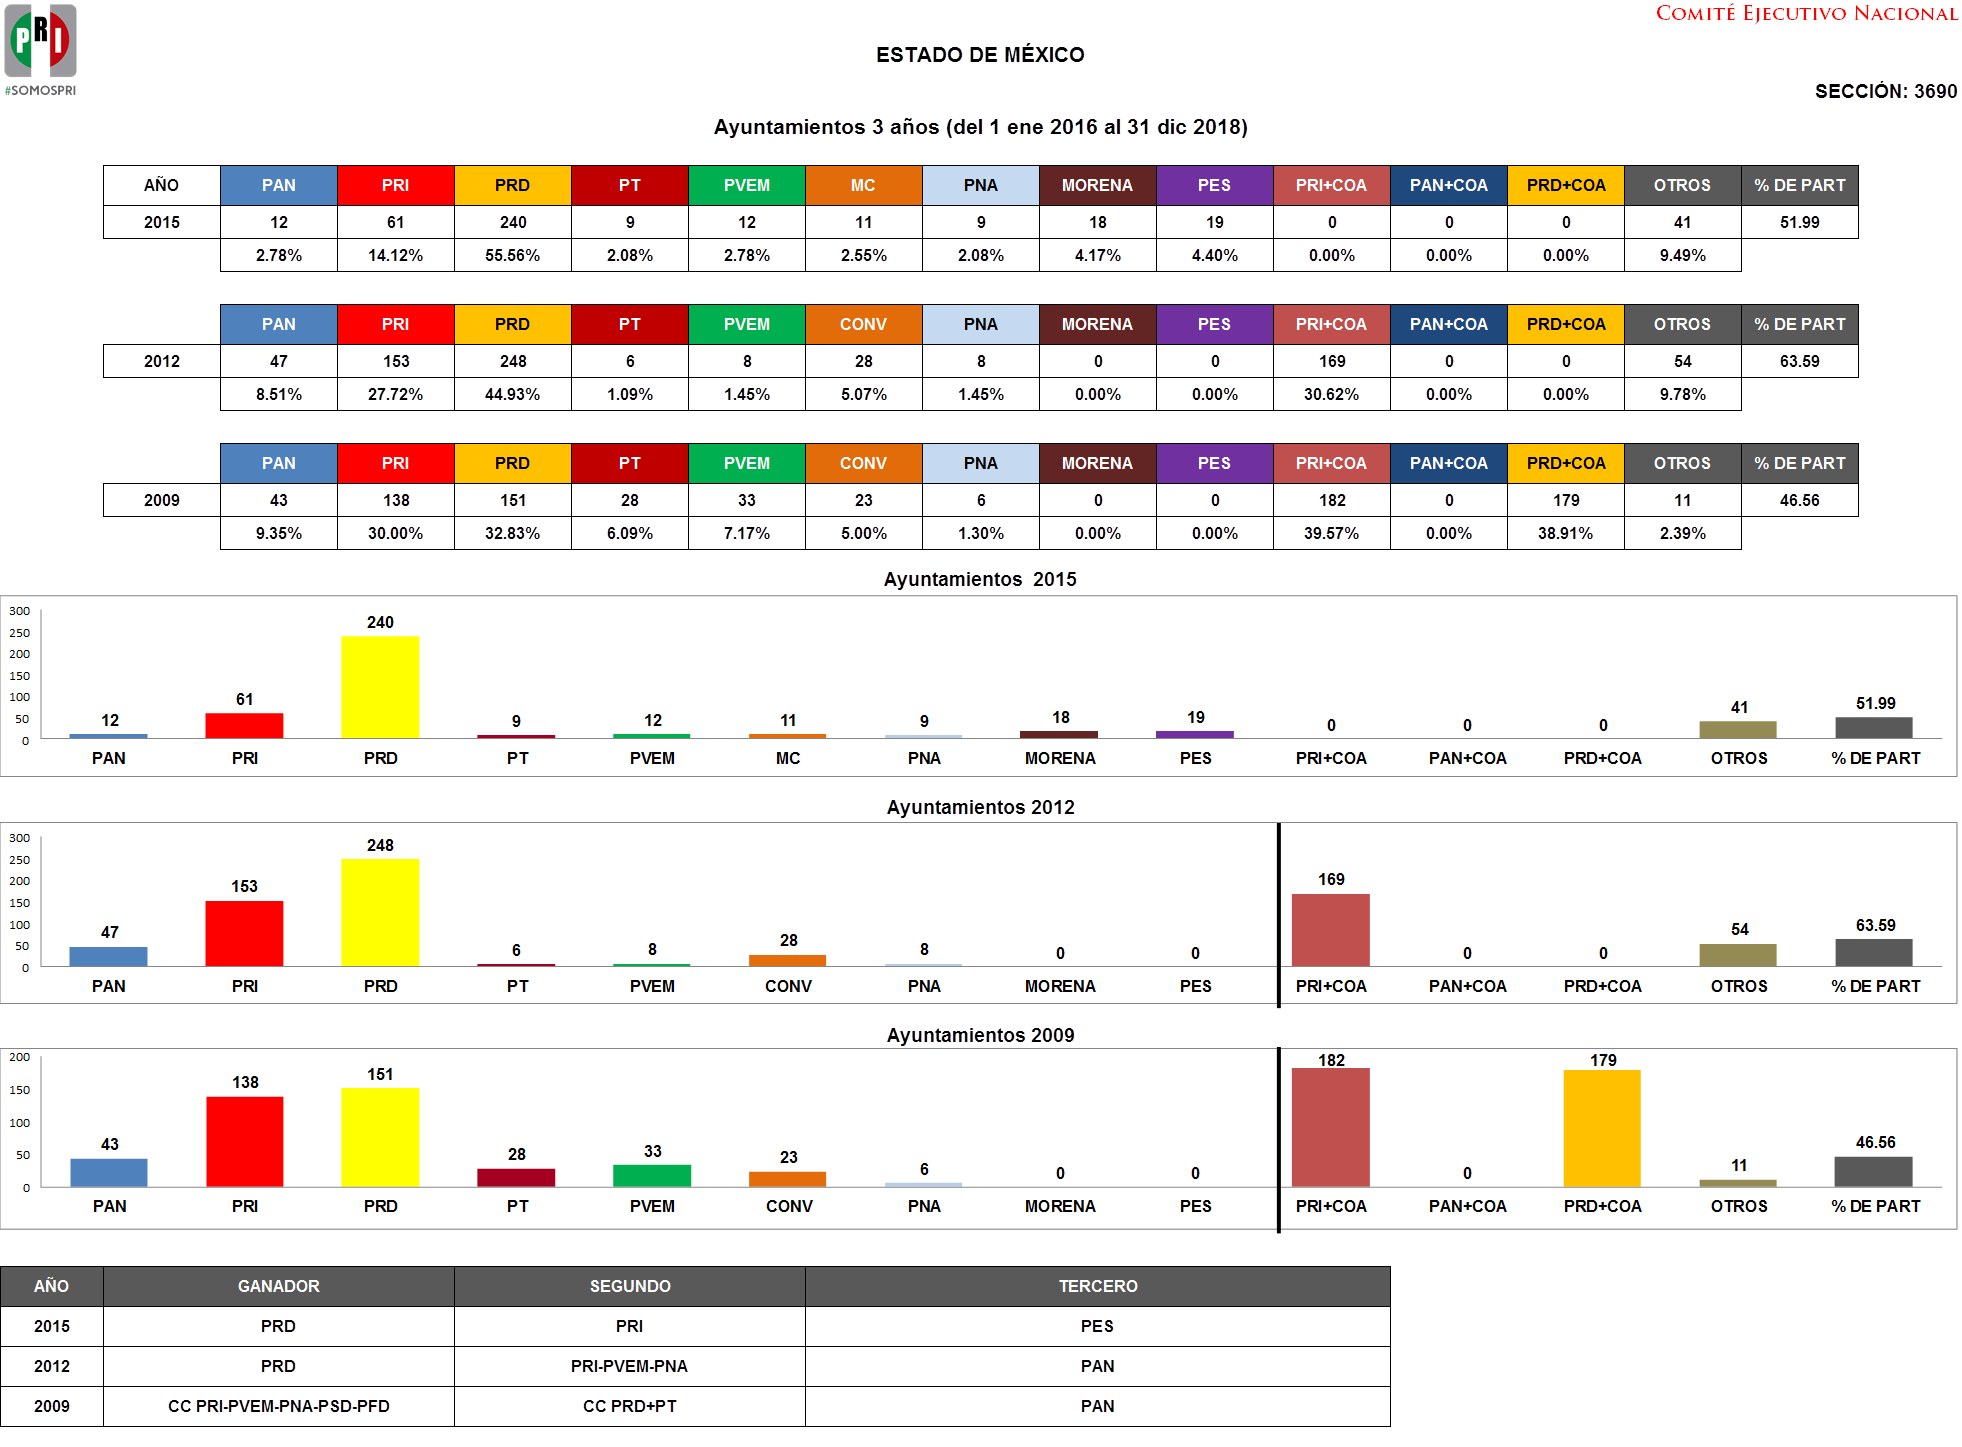 PRI
#SOMOSPRI
COMITÉ EJECUTIVO NACIONAL
ESTADO DE MÉXICO
SECCIÓN: 3690
Ayuntamientos 3 años (del 1 ene 2016 al 31 dic 2018)
AÑO PAN PRI PRD PT PVEM MC PNA MORENA PES PRI+COA PAN+COA PRD+COA OTROS % DE PART
2015 12 61 240 9 12 11 9 18 19 0 0 0 41 51.99
2.78% 14.12% 55.56% 2.08% 2.78% 2.55% 2.08% 4.17% 4.40% 0.00% 0.00% 0.00% 9.49%
PAN PRI PRD PT PVEM CONV PNA MORENA PES PRI+COA PAN+COA PRD+COA OTROS % DE PART
2012 47 153 248 6 8 28 8 0 0 169 0 0 54 63.59
8.51% 27.72% 44.93% 1.09% 1.45% 5.07% 1.45% 0.00% 0.00% 30.62% 0.00% 0.00% 9.78%
PAN PRI PRD PT PVEM CONV PNA MORENA PES PRI+COA PAN+COA PRD+COA OTROS % DE PART
2009 43 138 151 28 33 23 6 0 0 182 0 179 11 46.56
9.35% 30.00% 32.83% 6.09% 7.17% 5.00% 1.30% 0.00% 0.00% 39.57% 0.00% 38.91% 2.39%
Ayuntamientos 2015
300
250
200
150
100
50
0
12 61 240 9 12 11 9 18 19 0 0 0 41 51.99
PAN PRI PRD PT PVEM MC PNA MORENA PES PRI+COA PAN+COA PRD+COA OTROS % DE PART
Ayuntamientos 2012
300
250
200
150
100
50
0
47 153 248 6 8 28 8 0 0 169 0 0 54 63.59
PAN PRI PRD PT PVEM CONV PNA MORENA PES PRI+COA PAN+COA PRD+COA OTROS % DE PART
Ayuntamientos 2009
200
150
100
50
0
43 138 151 28 33 23 6 0 0 182 0 179 11 46.56
PAN PRI PRD PT PVEM CONV PNA MORENA PES PRI+COA PAN+COA PRD+COA OTROS % DE PART
AÑO GANADOR SEGUNDO TERCERO
2015 PRD PRI PES
2012 PRD PRI-PVEM-PNA PAN
2009 CC PRI-PVEM-PNA-PSD-PFD CC PRD+PT PAN